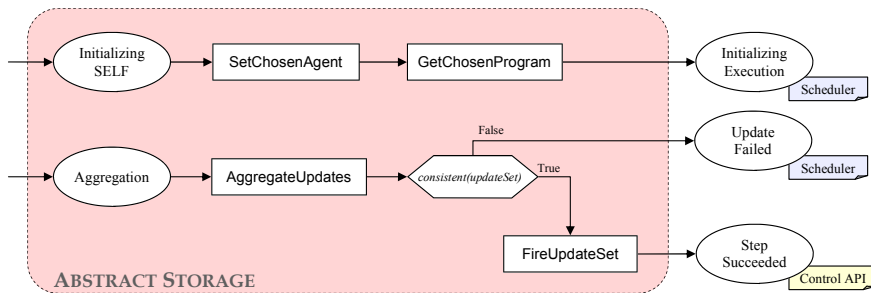 Initializing
SELF
SetChosenAgent
GetChosenProgram
Initializing
Execution
Scheduler
Aggregation
AggregateUpdates
consistent(updateSet)
False
True
Update
Failed
Scheduler
FireUpdateSet
Step
Succeeded
Control API
ABSTRACT STORAGE